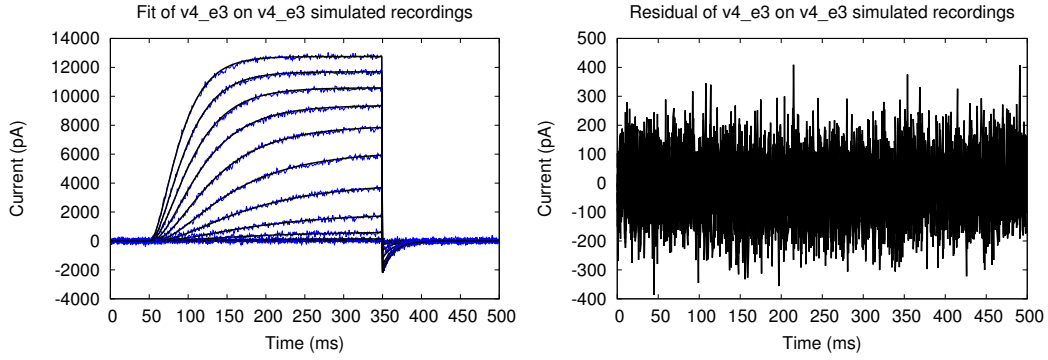 Fit of v4_e3 on v4_e3 simulated recordings
14000
12000
10000
8000
6000
4000
2000
0
-2000
-4000
Current (pA)
0 50 100 150 200 250 300 350 400 450 500
Time (ms)
Residual of v4_e3 on v4_e3 simulated recordings
500
400
300
200
100
0
-100
-200
-300
-400
Current (pA)
0 50 100 150 200 250 300 350 400 450 500
Time (ms)